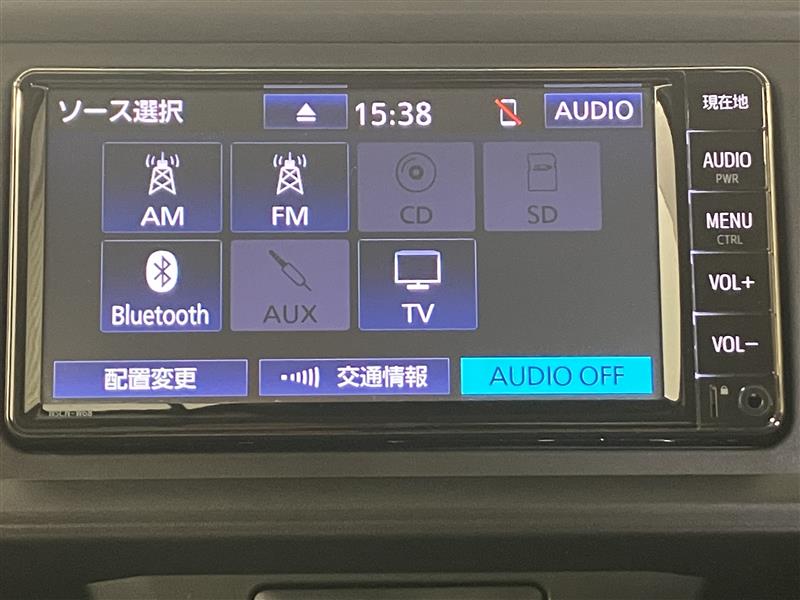 ソース選択
15:38
AUDIO
AM
FM
CD
SD
Bluetooth
AUX
TV
配置変更
交通情報
AUDIO OFF
現在地
AUDIO
PWR
MENU
CTRL
VOL+
VOL−